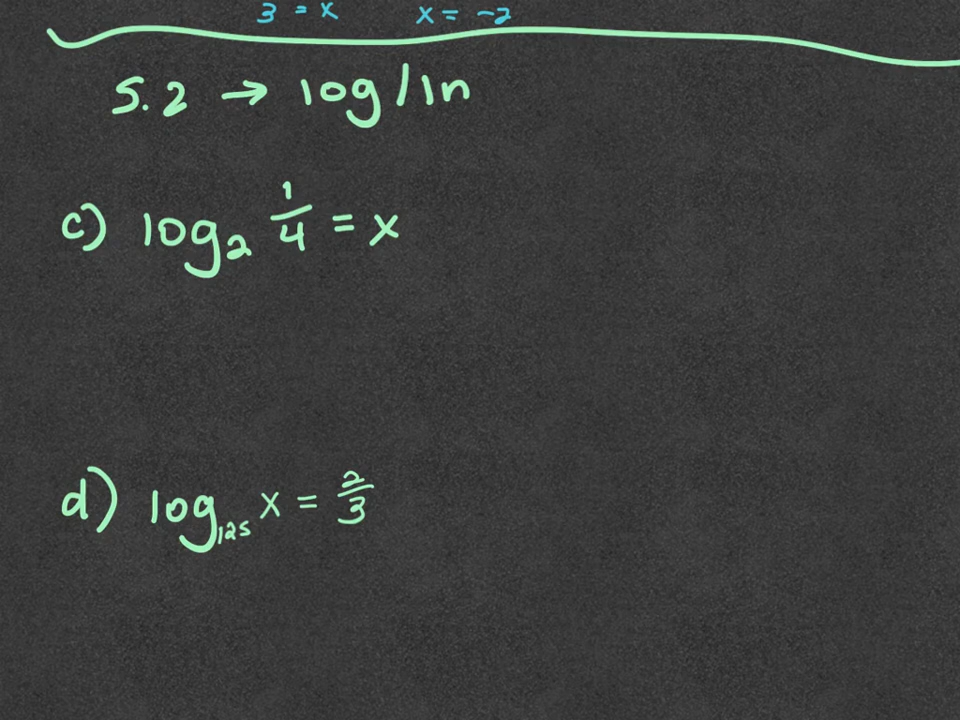 3 = x x = -2
5.2 → log/ln
c) log₂ 1/4 = x
d) log₁₂₅ x = 2/3